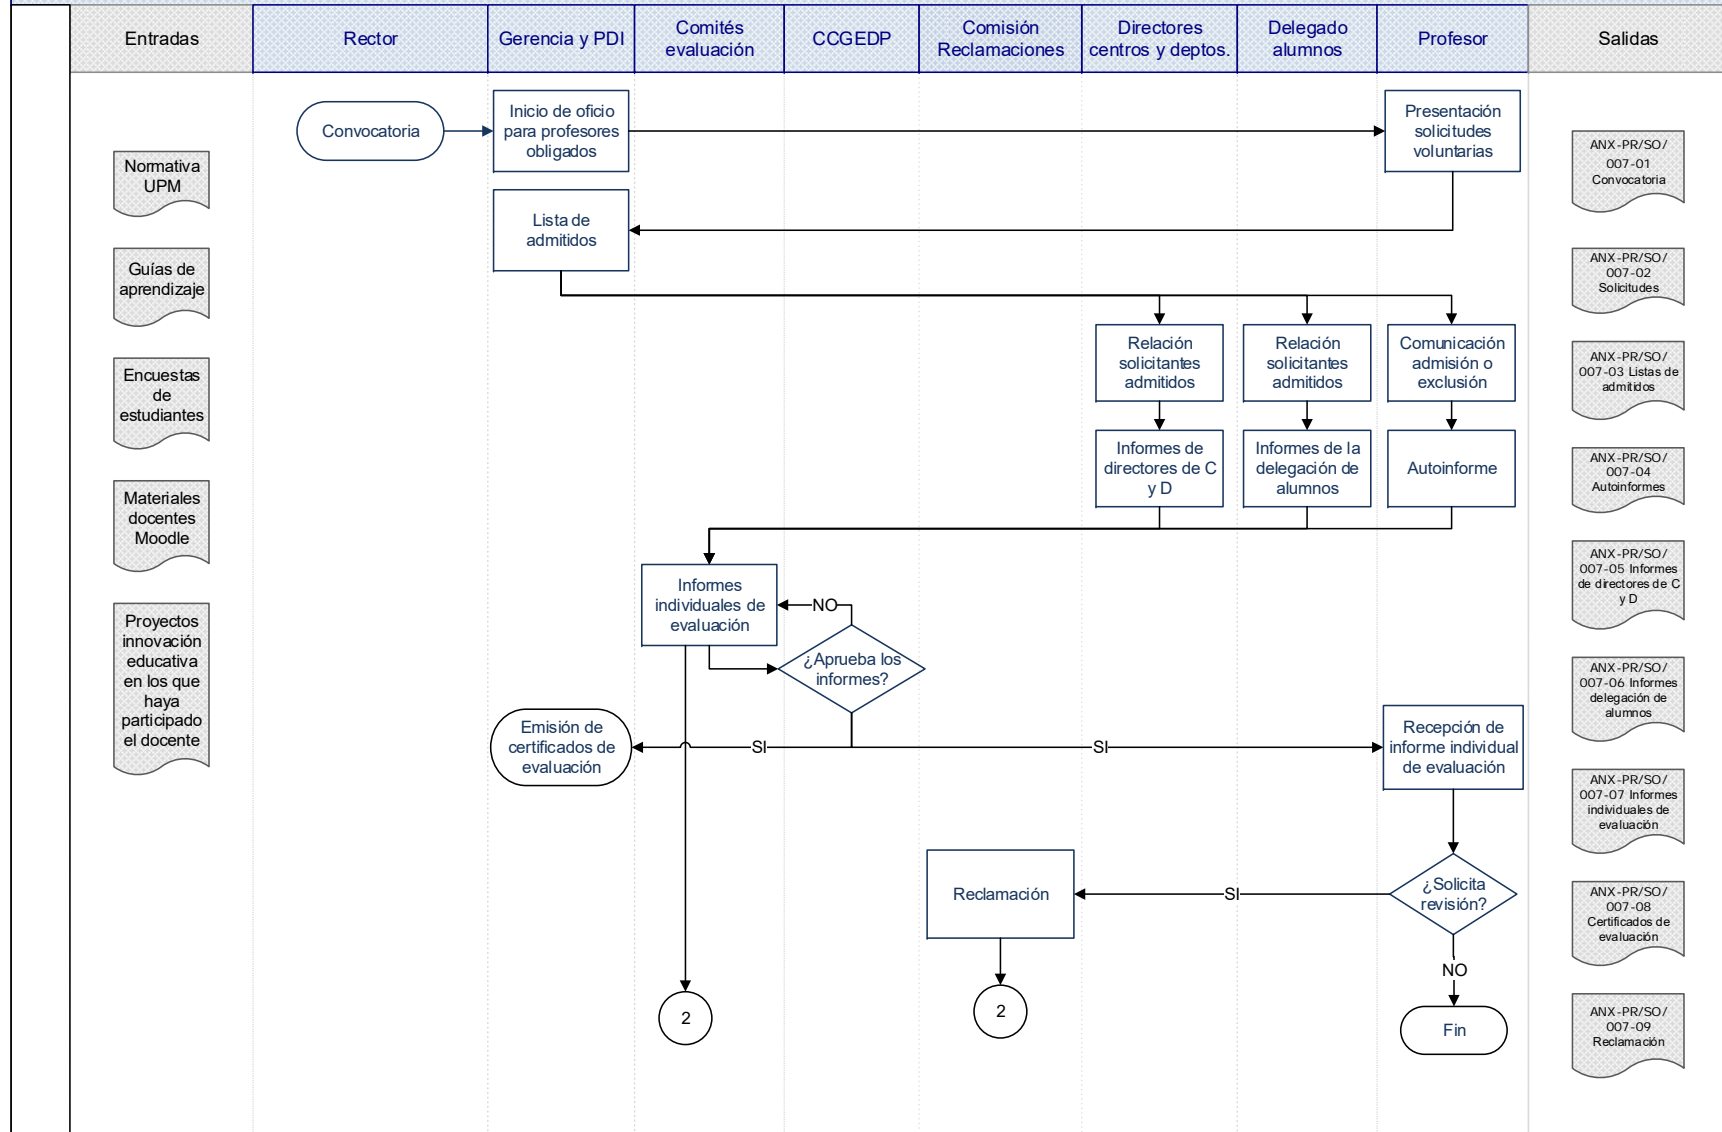 Entradas
Rector
Gerencia y PDI
Comités
evaluación
CCGEDP
Comisión
Reclamaciones
Directores
centros y deptos.
Delegado
alumnos
Profesor
Salidas
Convocatoria
Inicio de oficio
para profesores
obligados
Presentación
solicitudes
voluntarias
Lista de
admitidos
Relación
solicitantes
admitidos
Relación
solicitantes
admitidos
Comunicación
admisión o
exclusión
Informes de
directores de C
y D
Informes de la
delegación de
alumnos
Autoinforme
Informes
individuales de
evaluación
NO
¿Aprueba los
informes?
Emisión de
certificados de
evaluación
SI
SI
Recepción de
informe individual
de evaluación
Reclamación
SI
¿Solicita
revisión?
NO
2
2
Fin
Normativa
UPM
Guías de
aprendizaje
Encuestas
de
estudiantes
Materiales
docentes
Moodle
Proyectos
innovación
educativa
en los que
haya
participado
el docente
ANX-PR/SO/
007-01
Convocatoria
ANX-PR/SO/
007-02
Solicitudes
ANX-PR/SO/
007-03 Listas de
admitidos
ANX-PR/SO/
007-04
Autoinformes
ANX-PR/SO/
007-05 Informes
de directores de C
y D
ANX-PR/SO/
007-06 Informes
delegación de
alumnos
ANX-PR/SO/
007-07 Informes
individuales de
evaluación
ANX-PR/SO/
007-08
Certificados de
evaluación
ANX-PR/SO/
007-09
Reclamación